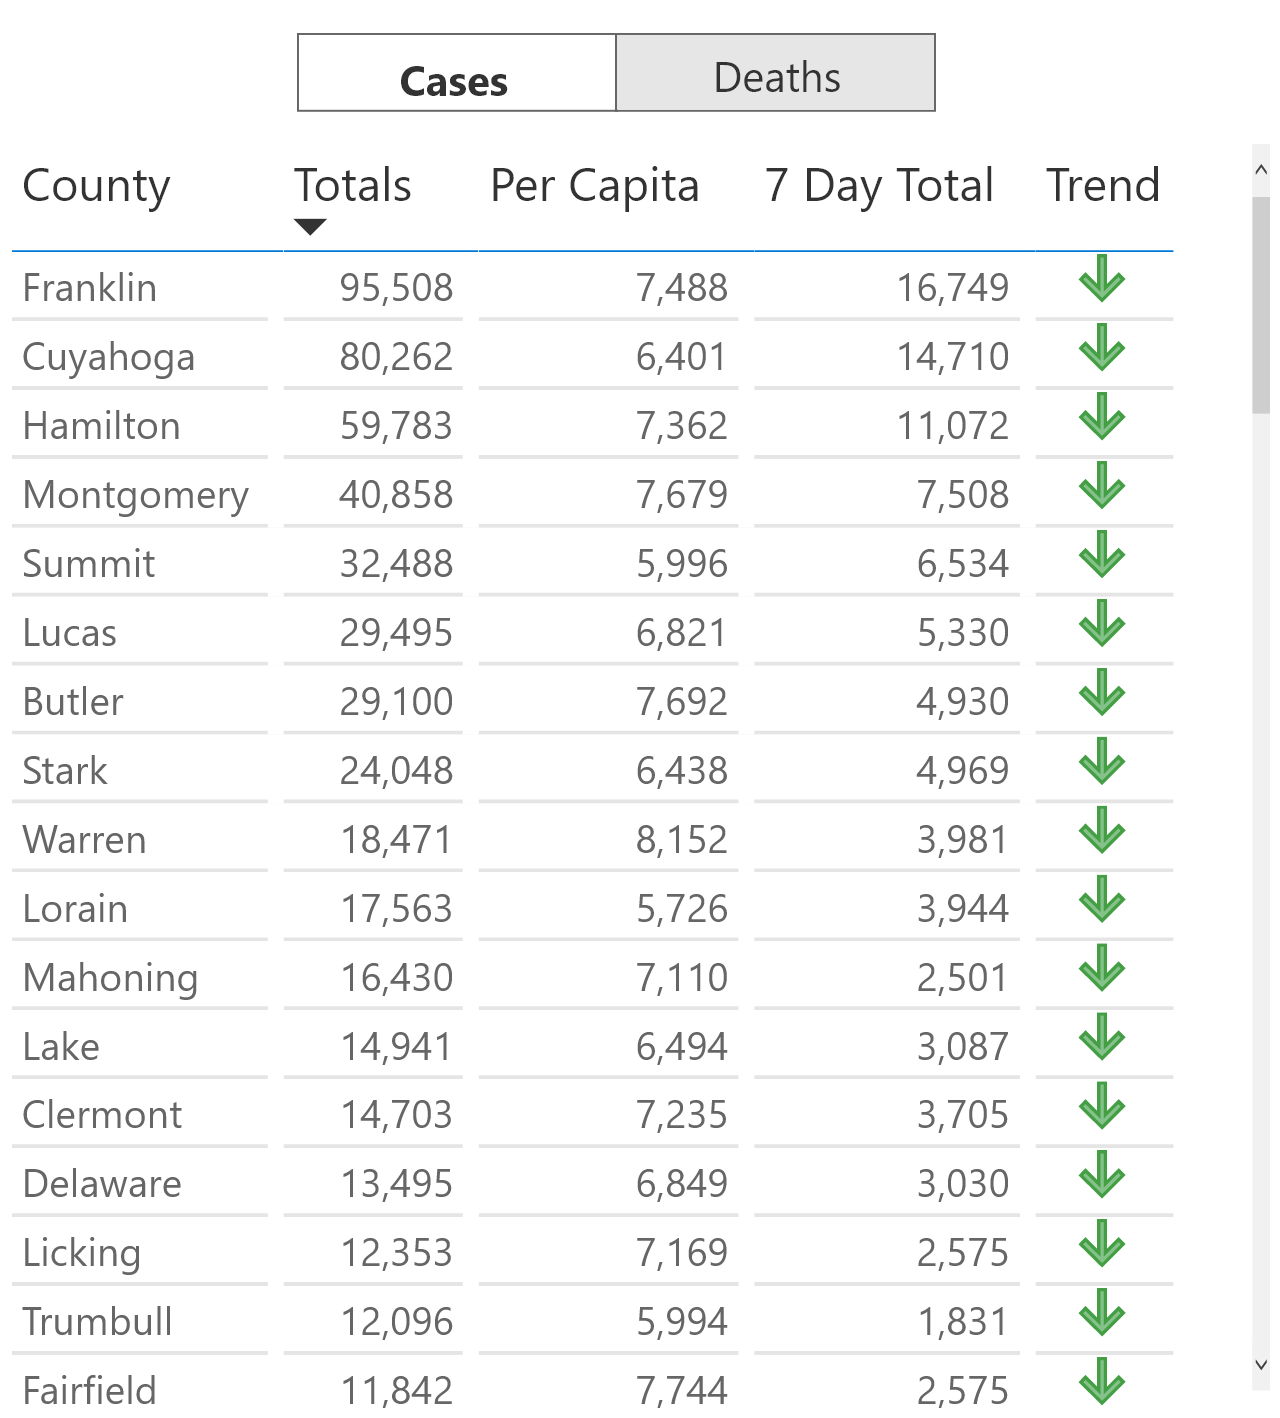 Cases Deaths
County Totals Per Capita 7 Day Total Trend
Franklin 95,508 7,488 16,749
Cuyahoga 80,262 6,401 14,710
Hamilton 59,783 7,362 11,072
Montgomery 40,858 7,679 7,508
Summit 32,488 5,996 6,534
Lucas 29,495 6,821 5,330
Butler 29,100 7,692 4,930
Stark 24,048 6,438 4,969
Warren 18,471 8,152 3,981
Lorain 17,563 5,726 3,944
Mahoning 16,430 7,110 2,501
Lake 14,941 6,494 3,087
Clermont 14,703 7,235 3,705
Delaware 13,495 6,849 3,030
Licking 12,353 7,169 2,575
Trumbull 12,096 5,994 1,831
Fairfield 11,842 7,744 2,575